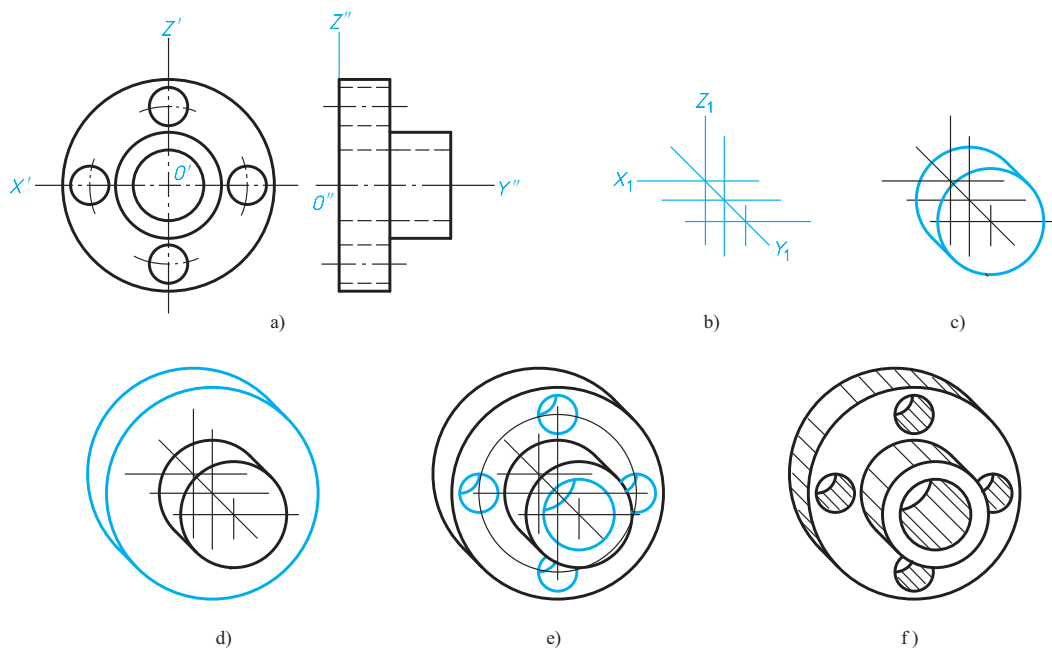 Z' Z"
X' O' O" Y"
Z₁
X₁
Y₁
a) b) c)
d) e) f )